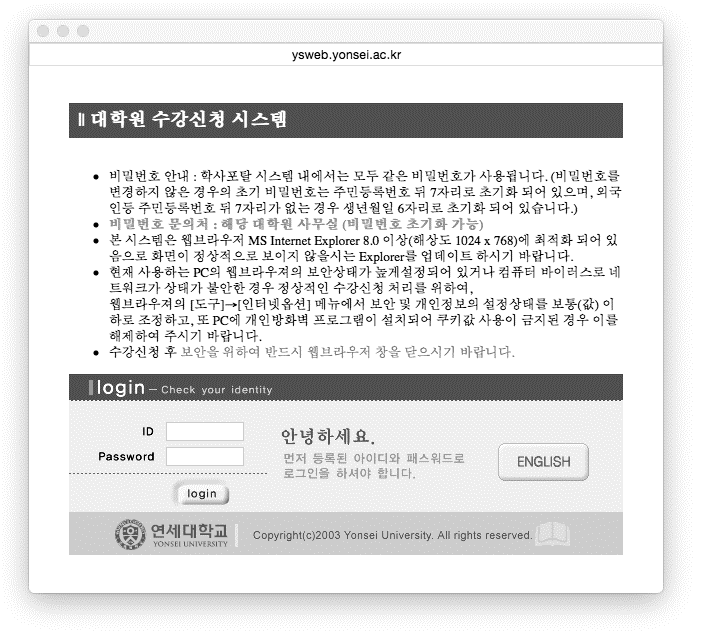 ysweb.yonsei.ac.kr
대학원 수강신청 시스템
• 비밀번호 안내 : 학사포탈 시스템 내에서는 모두 같은 비밀번호가 사용됩니다. (비밀번호를
변경하지 않은 경우의 초기 비밀번호는 주민등록번호 뒤 7자리로 초기화 되어 있으며, 외국
인등 주민등록번호 뒤 7자리가 없는 경우 생년월일 6자리로 초기화 되어 있습니다.)
• 비밀번호 문의처 : 해당 대학원 사무실 (비밀번호 초기화 가능)
• 본 시스템은 웹브라우저 MS Internet Explorer 8.0 이상(해상도 1024 x 768)에 최적화 되어 있
음으로 화면이 정상적으로 보이지 않을시는 Explorer를 업데이트 하시기 바랍니다.
• 현재 사용하는 PC의 웹브라우져의 보안상태가 높게설정되어 있거나 컴퓨터 바이러스로 네
트워크가 상태가 불안한 경우 정상적인 수강신청 처리를 위하여,
웹브라우져의 [도구]→[인터넷옵션] 메뉴에서 보안 및 개인정보의 설정상태를 보통(값) 이
하로 조정하고, 또 PC에 개인방화벽 프로그램이 설치되어 쿠키값 사용이 금지된 경우 이를
해제하여 주시기 바랍니다.
• 수강신청 후 보안을 위하여 반드시 웹브라우저 창을 닫으시기 바랍니다.
login – Check your identity
ID
Password
login
안녕하세요.
먼저 등록된 아이디와 패스워드로
로그인을 하셔야 합니다.
ENGLISH
연세대학교
YONSEI UNIVERSITY
Copyright(c)2003 Yonsei University. All rights reserved.